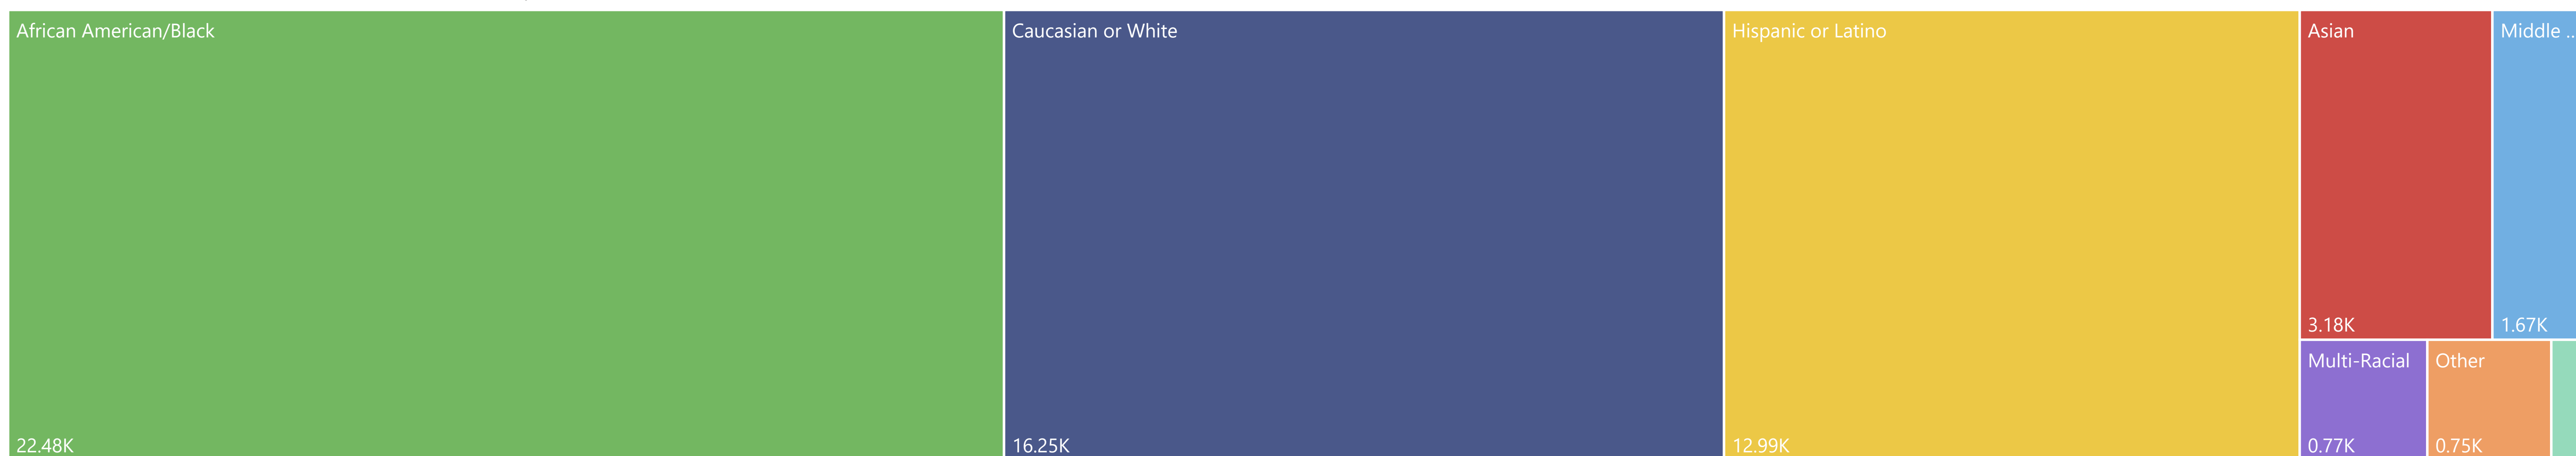 African American/Black
22.48K
Caucasian or White
16.25K
Hispanic or Latino
12.99K
Asian
3.18K
Middle ...
1.67K
Multi-Racial
0.77K
Other
0.75K